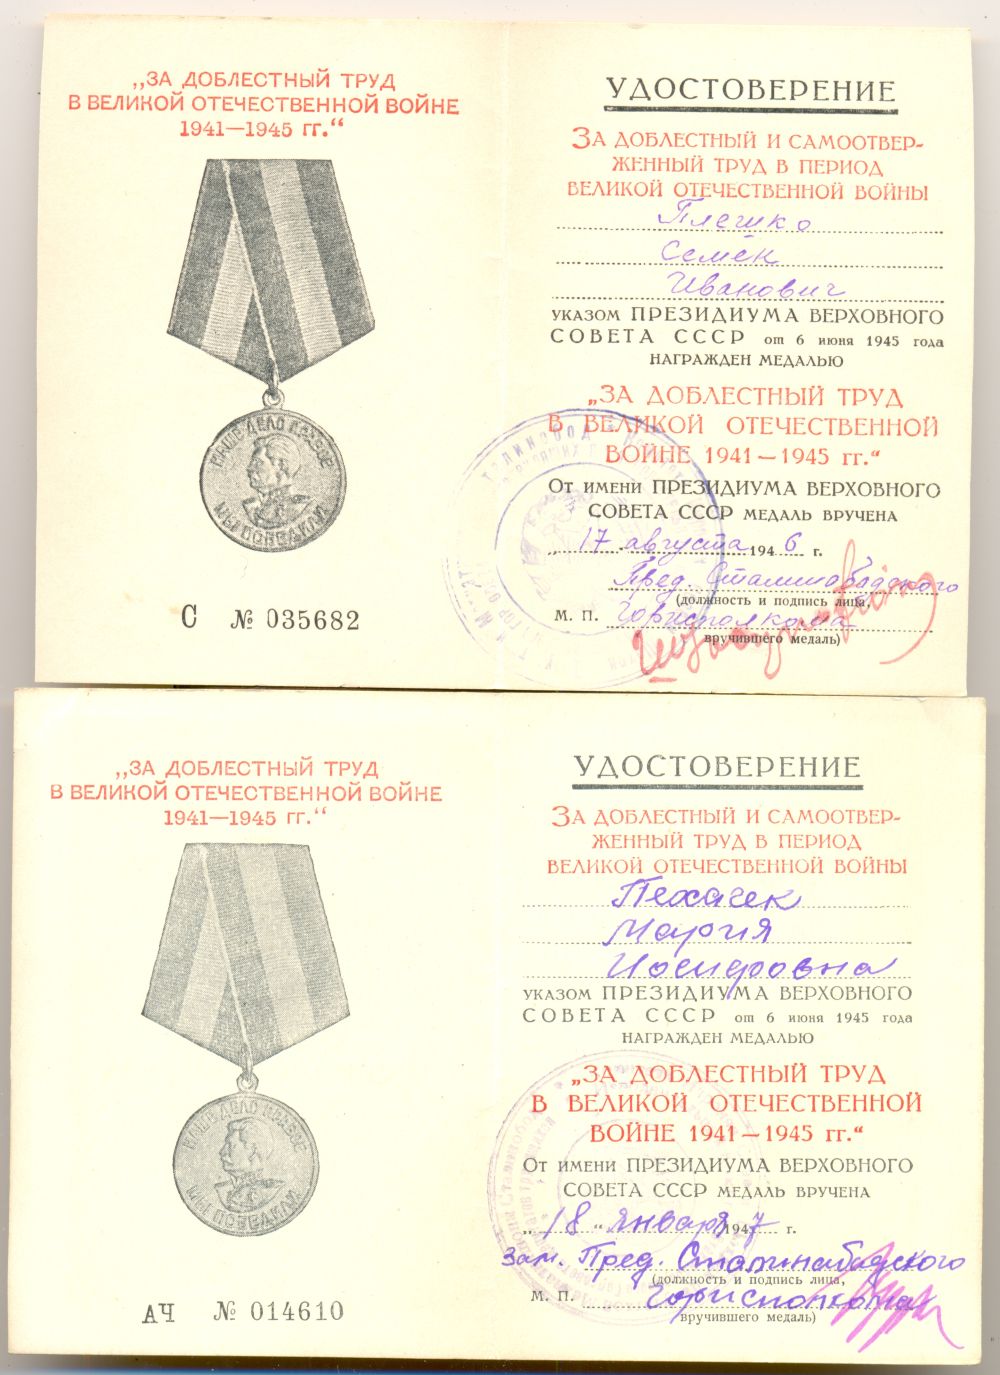 „ЗА ДОБЛЕСТНЫЙ ТРУД
В ВЕЛИКОЙ ОТЕЧЕСТВЕННОЙ ВОЙНЕ
1941—1945 гг.“
НАШЕ ДЕЛО ПРАВОЕ
МЫ ПОБЕДИЛИ
С № 035682
УДОСТОВЕРЕНИЕ
ЗА ДОБЛЕСТНЫЙ И САМООТВЕР-
ЖЕННЫЙ ТРУД В ПЕРИОД
ВЕЛИКОЙ ОТЕЧЕСТВЕННОЙ ВОЙНЫ
Плешко
Семён
Иванович
УКАЗОМ ПРЕЗИДИУМА ВЕРХОВНОГО
СОВЕТА СССР от 6 июня 1945 года
НАГРАЖДЕН МЕДАЛЬЮ
„ЗА ДОБЛЕСТНЫЙ ТРУД
В ВЕЛИКОЙ ОТЕЧЕСТВЕННОЙ
ВОЙНЕ 1941—1945 гг.“
ОТ ИМЕНИ ПРЕЗИДИУМА ВЕРХОВНОГО
СОВЕТА СССР МЕДАЛЬ ВРУЧЕНА
„17 августа 1946 г.
Пред. Сталинабадского
(должность и подпись лица,
М. П. Горисполкома
вручившего медаль)
„ЗА ДОБЛЕСТНЫЙ ТРУД
В ВЕЛИКОЙ ОТЕЧЕСТВЕННОЙ ВОЙНЕ
1941—1945 гг.“
НАШЕ ДЕЛО ПРАВОЕ
МЫ ПОБЕДИЛИ
АЧ № 014610
УДОСТОВЕРЕНИЕ
ЗА ДОБЛЕСТНЫЙ И САМООТВЕР-
ЖЕННЫЙ ТРУД В ПЕРИОД
ВЕЛИКОЙ ОТЕЧЕСТВЕННОЙ ВОЙНЫ
Пехачек
Мария
Иосифовна
УКАЗОМ ПРЕЗИДИУМА ВЕРХОВНОГО
СОВЕТА СССР от 6 июня 1945 года
НАГРАЖДЕН МЕДАЛЬЮ
„ЗА ДОБЛЕСТНЫЙ ТРУД
В ВЕЛИКОЙ ОТЕЧЕСТВЕННОЙ
ВОЙНЕ 1941—1945 гг.“
ОТ ИМЕНИ ПРЕЗИДИУМА ВЕРХОВНОГО
СОВЕТА СССР МЕДАЛЬ ВРУЧЕНА
„18“ января 1947 г.
Зам. Пред. Сталинабадского
(должность и подпись лица,
М. П. Горисполкома
вручившего медаль)